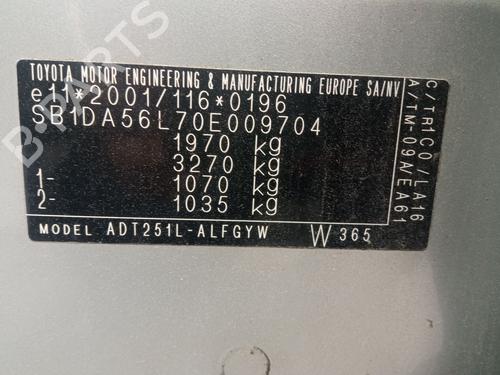 B-PARTS
TOYOTA MOTOR ENGINEERING & MANUFACTURING EUROPE SA/NV
e11*2001/116*0196
SB1DA56L70E009704
1970 kg
3270 kg
1- 1070 kg
2- 1035 kg
MODEL ADT251L-ALFGYW W 365
C/TR1C0/LA16
A/TM-09A/EA61